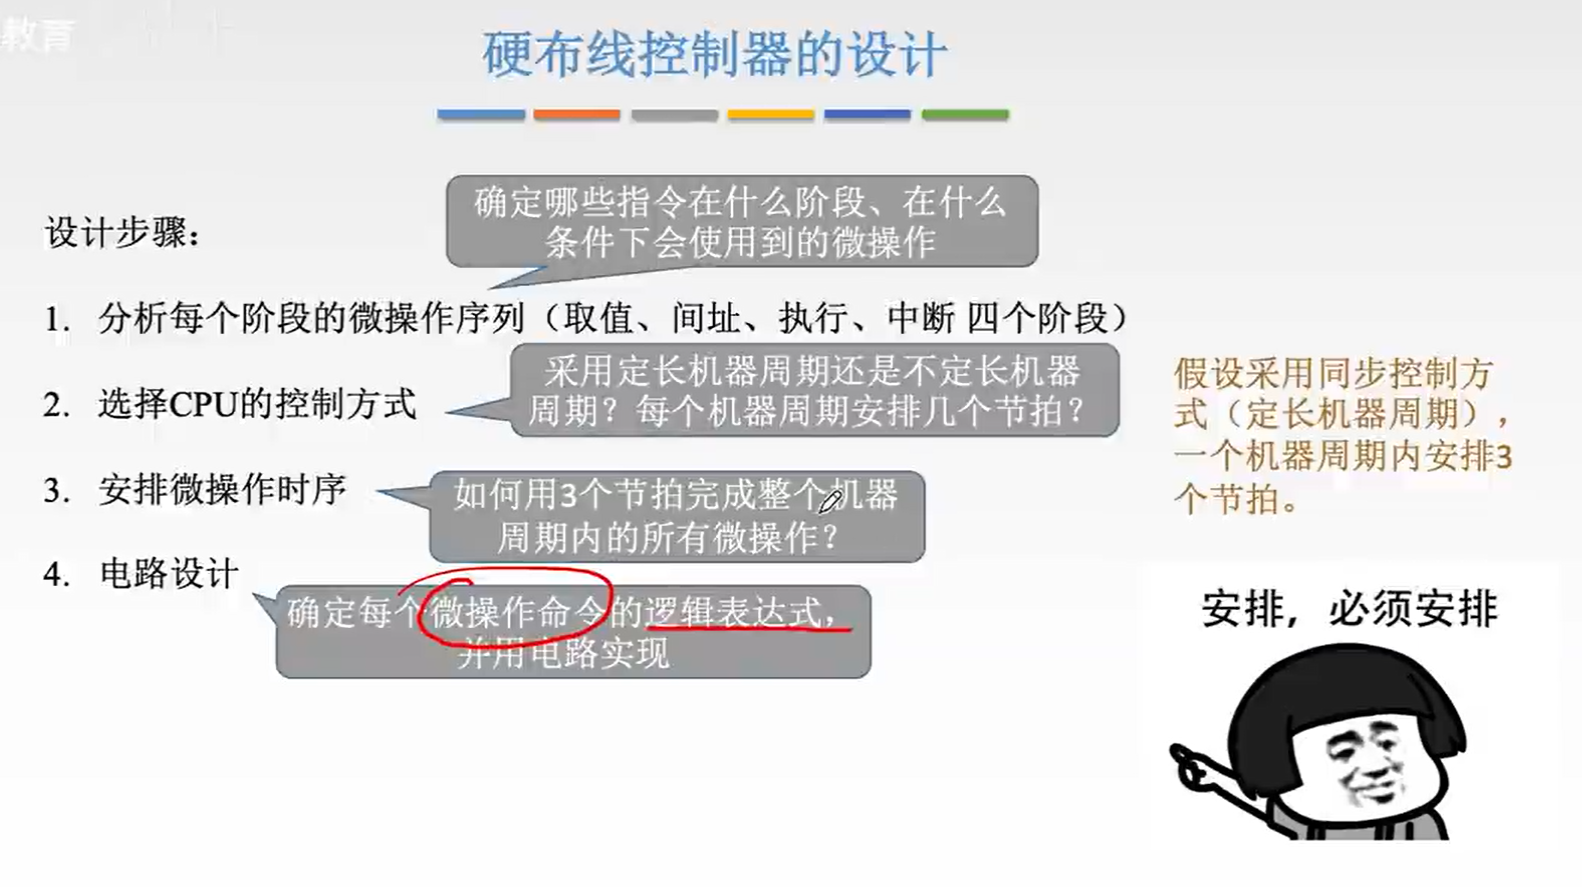 教育
硬布线控制器的设计
确定哪些指令在什么阶段、在什么
条件下会使用到的微操作
设计步骤：
1. 分析每个阶段的微操作序列（取值、间址、执行、中断 四个阶段）
采用定长机器周期还是不定长机器
周期？每个机器周期安排几个节拍？
2. 选择CPU的控制方式
假设采用同步控制方
式（定长机器周期），
一个机器周期内安排3
个节拍。
3. 安排微操作时序
如何用3个节拍完成整个机器
周期内的所有微操作？
4. 电路设计
确定每个微操作命令的逻辑表达式，
并用电路实现
安排，必须安排